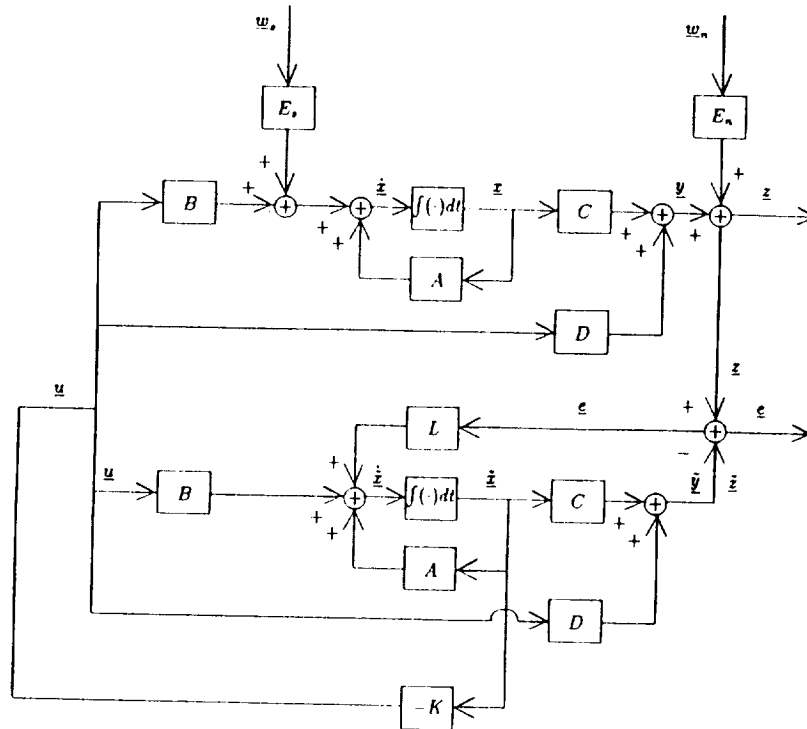 w_s w_n
E_s E_n
+ +
B + + + ẋ ∫(·)dt x C + + y + z
+ +
A
D
z
u
e + e
L
+ −
u B + ẋ̂ ∫(·)dt x̂ C + ŷ ẑ
+ +
A
D
−K